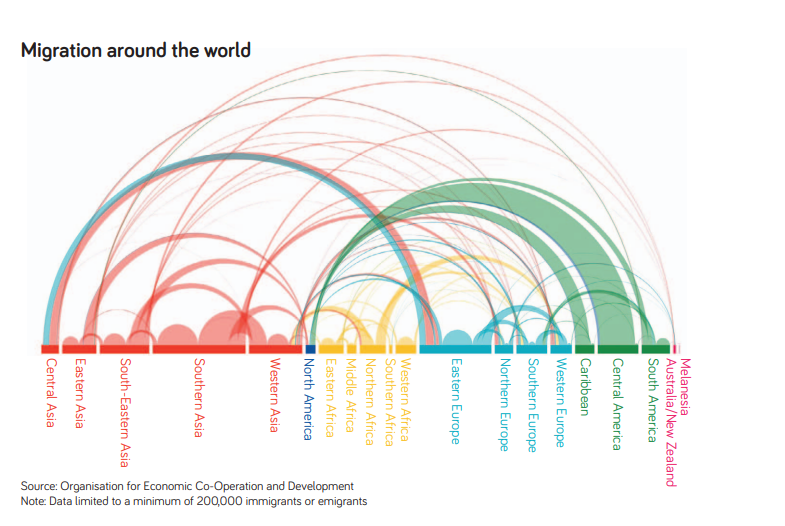 Migration around the world
Central Asia
Eastern Asia
South-Eastern Asia
Southern Asia
Western Asia
North America
Eastern Africa
Middle Africa
Northern Africa
Southern Africa
Western Africa
Eastern Europe
Northern Europe
Southern Europe
Western Europe
Caribbean
Central America
South America
Australia/New Zealand
Melanesia
Source: Organisation for Economic Co-Operation and Development
Note: Data limited to a minimum of 200,000 immigrants or emigrants